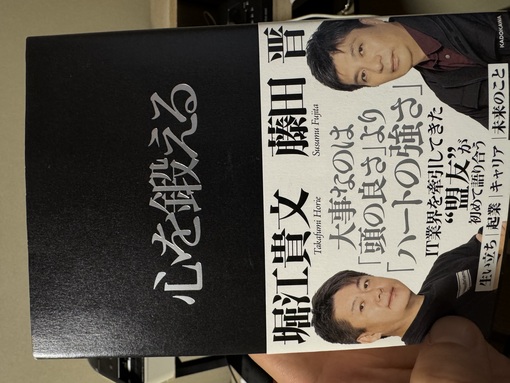 心を鍛える
藤田 晋
Susumu Fujita
堀江貴文
Takafumi Horie
大事なのは
「頭の良さ」より
「ハートの強さ」
IT業界を牽引してきた
“盟友”が
初めて語り合う
生い立ち｜起業｜キャリア｜未来のこと
KADOKAWA